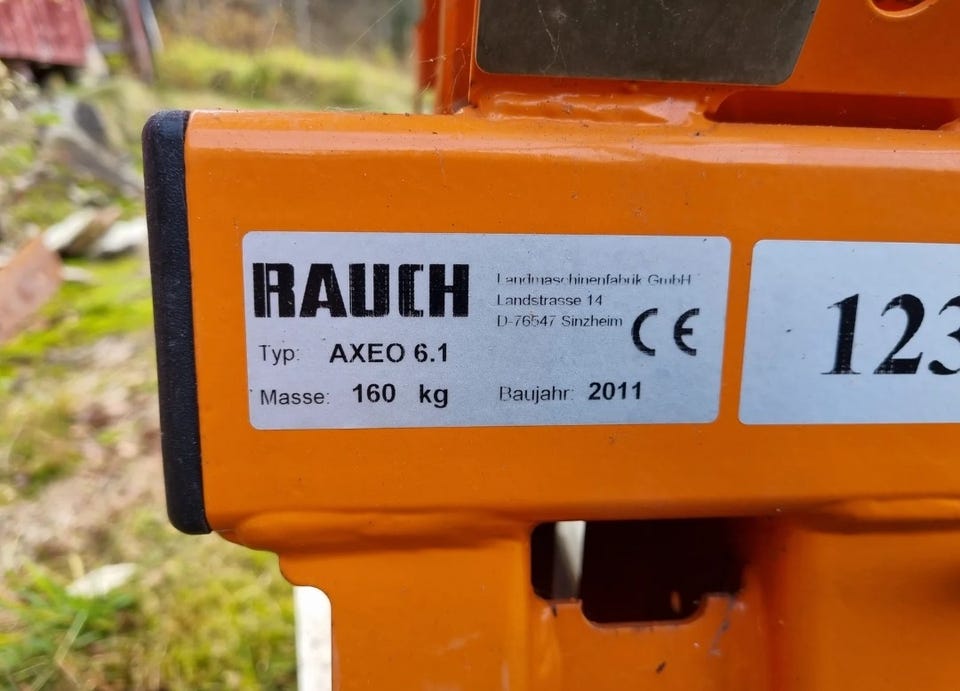 RAUCH
Landmaschinenfabrik GmbH
Landstrasse 14
D-76547 Sinzheim
CE
Typ: AXEO 6.1
Masse: 160 kg
Baujahr: 2011
123